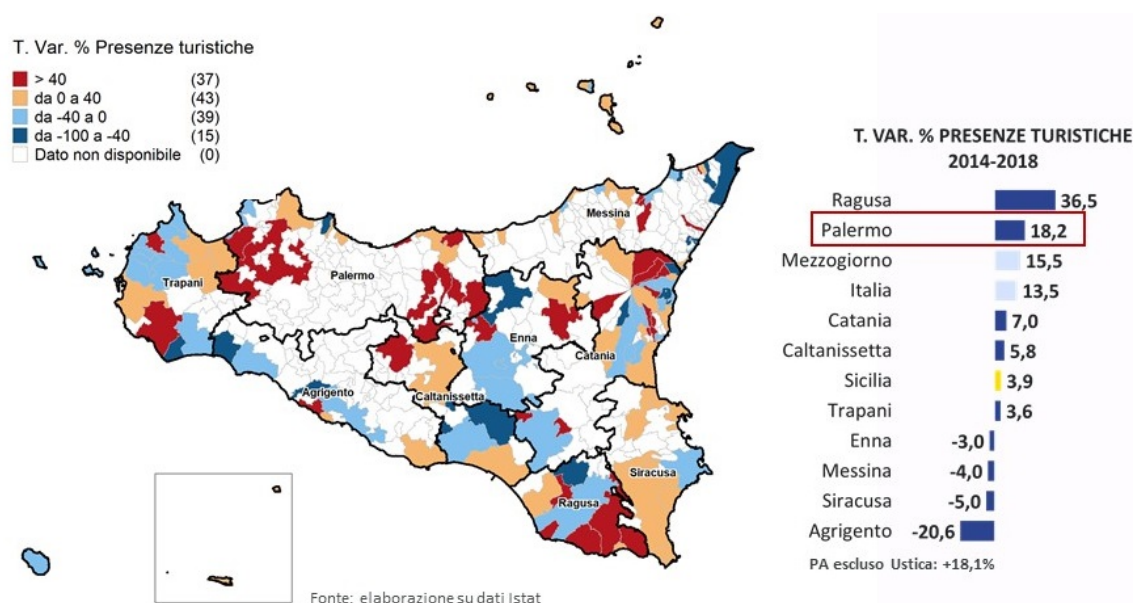 T. Var. % Presenze turistiche
> 40 (37)
da 0 a 40 (43)
da -40 a 0 (39)
da -100 a -40 (15)
Dato non disponibile (0)
Messina
Palermo
Trapani
Enna
Catania
Caltanissetta
Agrigento
Siracusa
Ragusa
Fonte: elaborazione su dati Istat
T. VAR. % PRESENZE TURISTICHE
2014-2018
Ragusa 36,5
Palermo 18,2
Mezzogiorno 15,5
Italia 13,5
Catania 7,0
Caltanissetta 5,8
Sicilia 3,9
Trapani 3,6
Enna -3,0
Messina -4,0
Siracusa -5,0
Agrigento -20,6
PA escluso Ustica: +18,1%